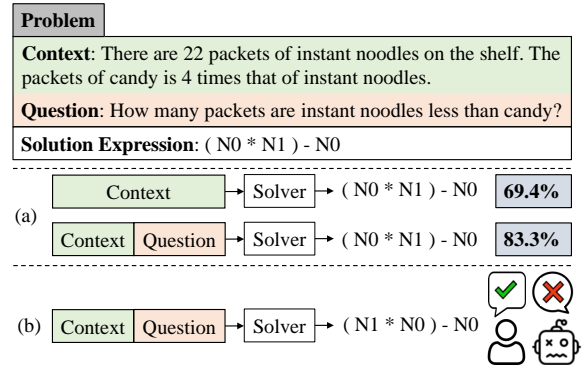 Problem
Context: There are 22 packets of instant noodles on the shelf. The
packets of candy is 4 times that of instant noodles.
Question: How many packets are instant noodles less than candy?
Solution Expression: ( N0 * N1 ) - N0
(a)
Context Solver ( N0 * N1 ) - N0 69.4%
Context Question Solver ( N0 * N1 ) - N0 83.3%
(b) Context Question Solver ( N1 * N0 ) - N0